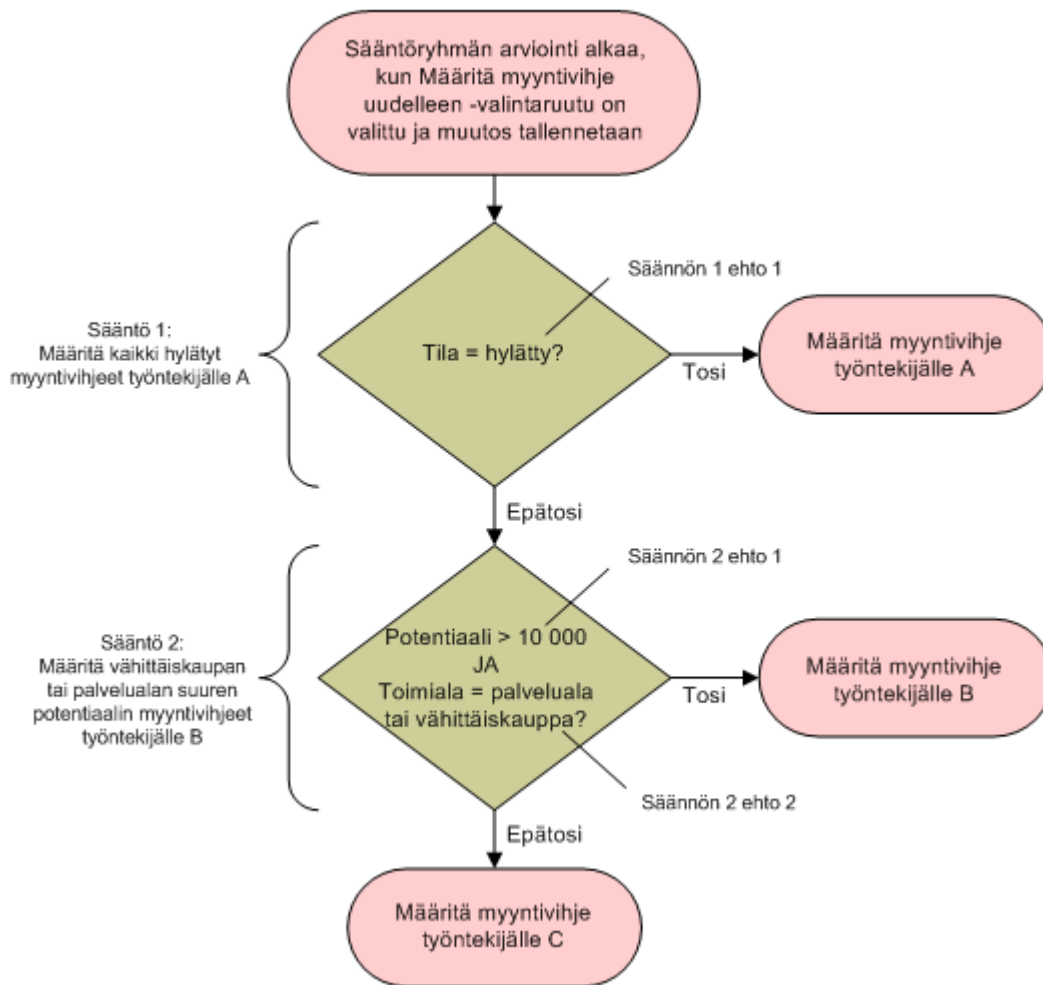 Sääntöryhmän arviointi alkaa,
kun Määritä myyntivihje
uudelleen -valintaruutu on
valittu ja muutos tallennetaan
Säännön 1 ehto 1
Sääntö 1:
Määritä kaikki hylätyt
myyntivihjeet työntekijälle A
Tila = hylätty?
Tosi
Määritä myyntivihje
työntekijälle A
Epätosi
Säännön 2 ehto 1
Sääntö 2:
Määritä vähittäiskaupan
tai palvelualan suuren
potentiaalin myyntivihjeet
työntekijälle B
Potentiaali > 10 000
JA
Toimiala = palveluala
tai vähittäiskauppa?
Tosi
Määritä myyntivihje
työntekijälle B
Säännön 2 ehto 2
Epätosi
Määritä myyntivihje
työntekijälle C